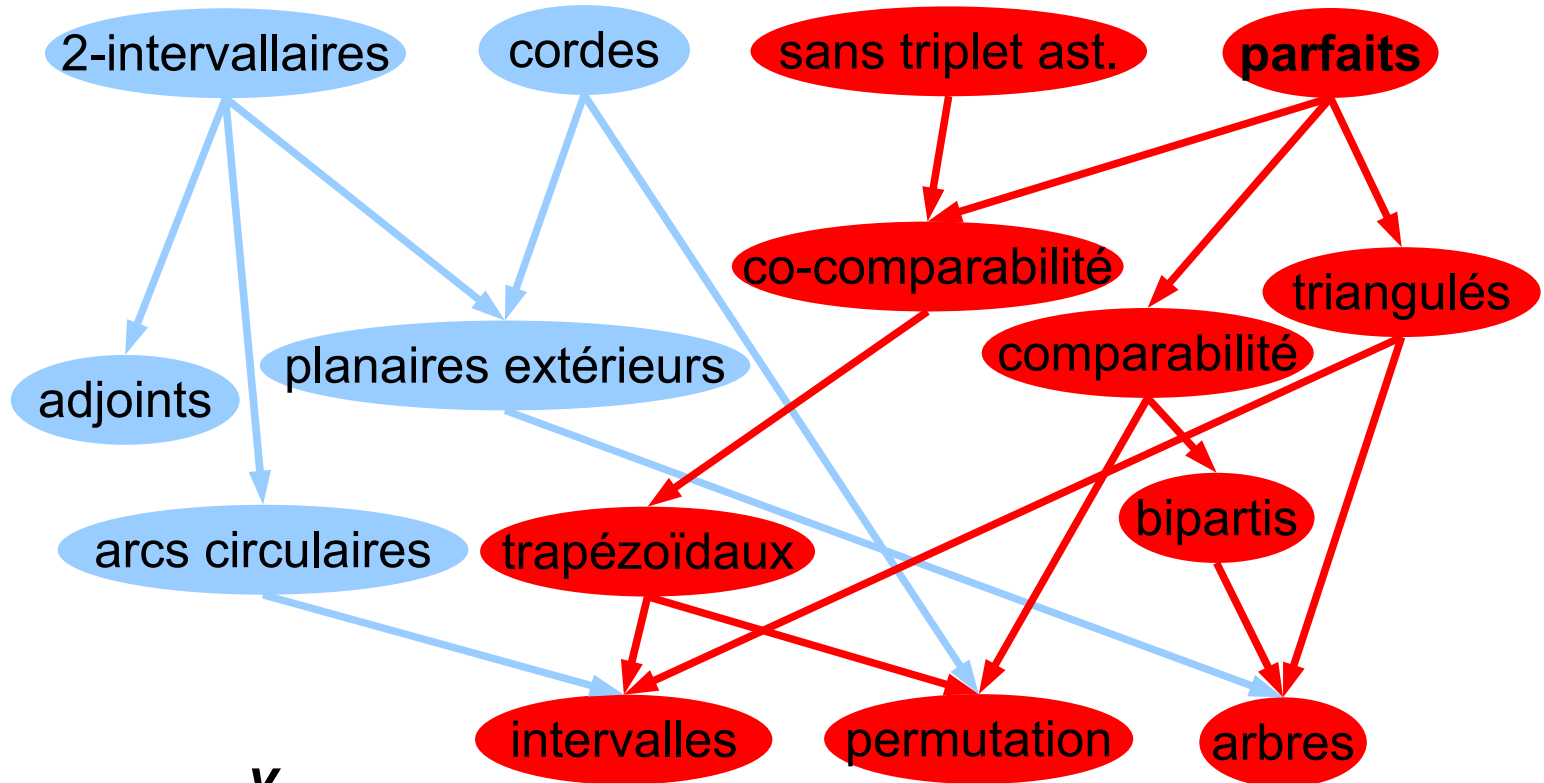 2-intervallaires
cordes
sans triplet ast.
parfaits
co-comparabilité
triangulés
comparabilité
planaires extérieurs
adjoints
bipartis
arcs circulaires
trapézoïdaux
intervalles
permutation
arbres